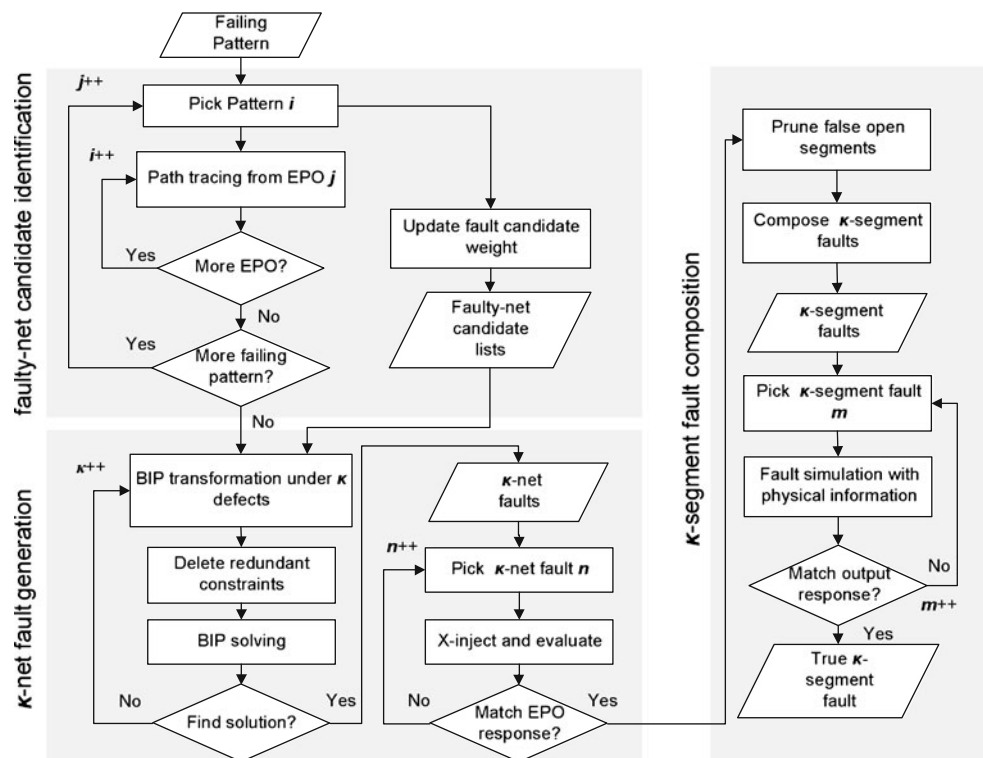 Failing
Pattern
faulty-net candidate identification
j++
Pick Pattern i
i++
Path tracing from EPO j
Yes
More EPO?
No
Yes
More failing
pattern?
No
Update fault candidate
weight
Faulty-net
candidate
lists
κ-net fault generation
κ++
BIP transformation under κ
defects
Delete redundant
constraints
BIP solving
No
Find solution?
Yes
κ-net
faults
n++
Pick κ-net fault n
X-inject and evaluate
No
Match EPO
response?
Yes
κ-segment fault composition
Prune false open
segments
Compose κ-segment
faults
κ-segment
faults
Pick κ-segment fault
m
Fault simulation with
physical information
Match output
response?
No
m++
Yes
True κ-
segment
fault